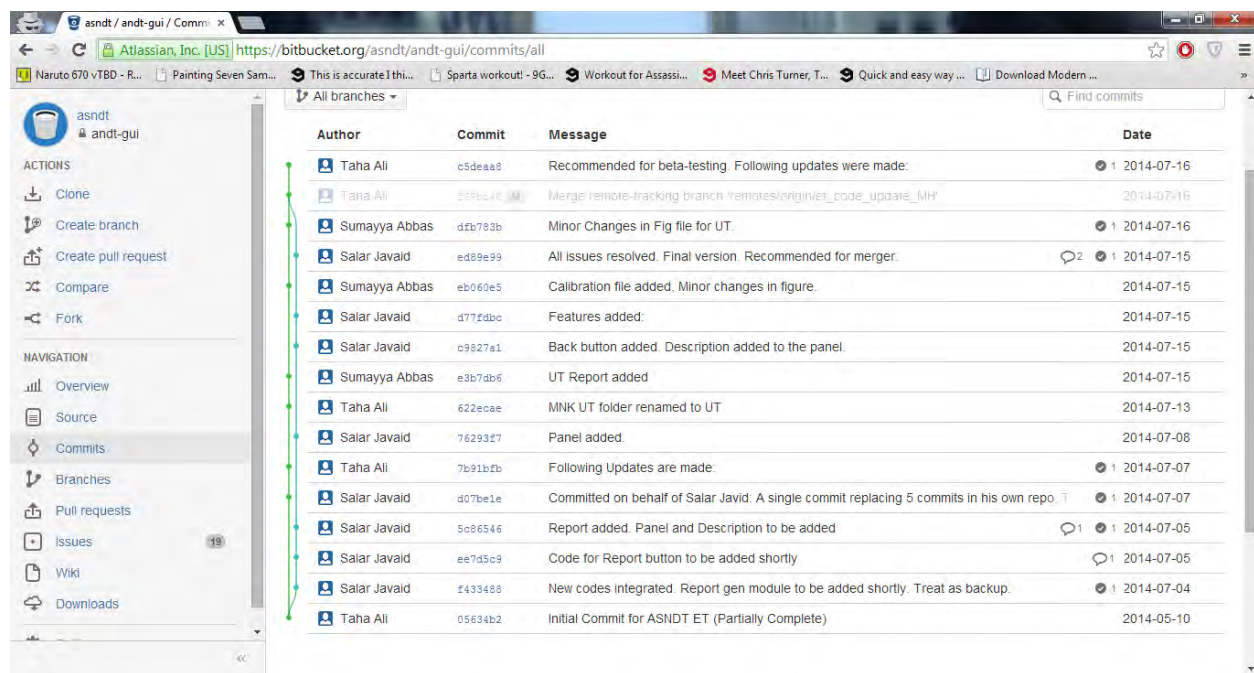 asndt / andt-gui / Commi ×
Atlassian, Inc. [US] https://bitbucket.org/asndt/andt-gui/commits/all
Naruto 670 vTBD - R... Painting Seven Sam... This is accurate I thi... Sparta workout! - 9G... Workout for Assassi... Meet Chris Turner, T... Quick and easy way ... Download Modern ... »
asndt
andt-gui
ACTIONS
Clone
Create branch
Create pull request
Compare
Fork
NAVIGATION
Overview
Source
Commits
Branches
Pull requests
Issues 19
Wiki
Downloads
All branches
Find commits
Author Commit Message Date
Taha Ali c5deaa8 Recommended for beta-testing. Following updates were made: 1 2014-07-16
Taha Ali M Merge remote-tracking branch 'remotes/origin/et_code_update_MH' 2014-07-16
Sumayya Abbas dfb783b Minor Changes in Fig file for UT. 1 2014-07-16
Salar Javaid ed89e99 All issues resolved. Final version. Recommended for merger. 2 1 2014-07-15
Sumayya Abbas eb060e5 Calibration file added, Minor changes in figure. 2014-07-15
Salar Javaid d77fdbc Features added: 2014-07-15
Salar Javaid c9827a1 Back button added. Description added to the panel. 2014-07-15
Sumayya Abbas e3b7db6 UT Report added 2014-07-15
Taha Ali 622ecae MNK UT folder renamed to UT 2014-07-13
Salar Javaid 76293f7 Panel added. 2014-07-08
Taha Ali 7b91bfb Following Updates are made: 1 2014-07-07
Salar Javaid d07be1e Committed on behalf of Salar Javid: A single commit replacing 5 commits in his own repo. T 1 2014-07-07
Salar Javaid 5c86546 Report added. Panel and Description to be added 1 1 2014-07-05
Salar Javaid ee7d5c9 Code for Report button to be added shortly 1 2014-07-05
Salar Javaid f433488 New codes integrated. Report gen module to be added shortly. Treat as backup. 1 2014-07-04
Taha Ali 05634b2 Initial Commit for ASNDT ET (Partially Complete) 2014-05-10